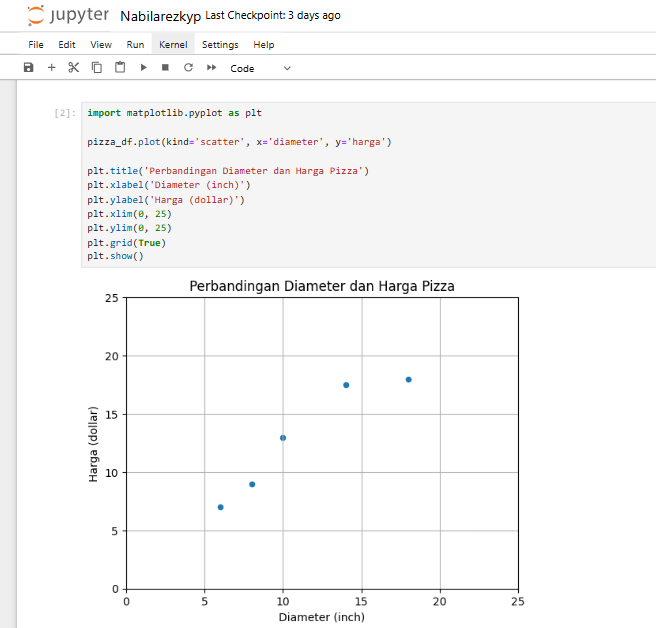 jupyter Nabilarezkyp Last Checkpoint: 3 days ago
File Edit View Run Kernel Settings Help
Code
[2]: import matplotlib.pyplot as plt
pizza_df.plot(kind='scatter', x='diameter', y='harga')
plt.title('Perbandingan Diameter dan Harga Pizza')
plt.xlabel('Diameter (inch)')
plt.ylabel('Harga (dollar)')
plt.xlim(0, 25)
plt.ylim(0, 25)
plt.grid(True)
plt.show()
Perbandingan Diameter dan Harga Pizza
25
20
15
10
5
0
Harga (dollar)
0 5 10 15 20 25
Diameter (inch)